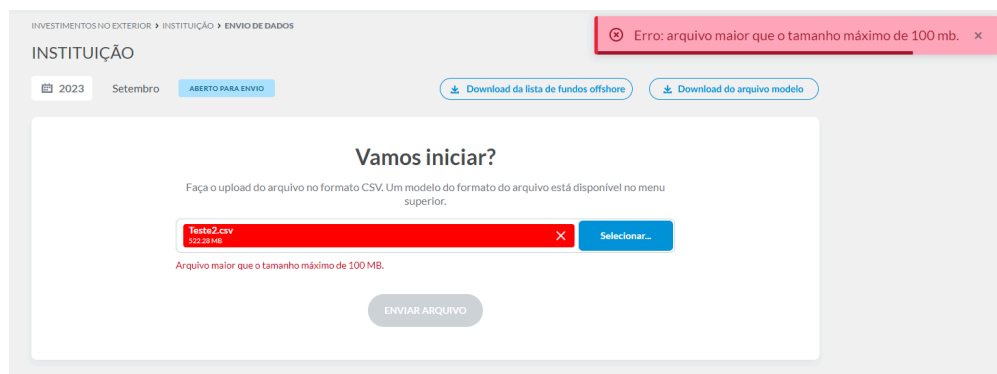 INVESTIMENTOS NO EXTERIOR > INSTITUIÇÃO > ENVIO DE DADOS
Erro: arquivo maior que o tamanho máximo de 100 mb. ×
INSTITUIÇÃO
2023 Setembro ABERTO PARA ENVIO Download da lista de fundos offshore Download do arquivo modelo
Vamos iniciar?
Faça o upload do arquivo no formato CSV. Um modelo do formato do arquivo está disponível no menu
superior.
Teste2.csv
522.28 MB
Selecionar...
Arquivo maior que o tamanho máximo de 100 MB.
ENVIAR ARQUIVO